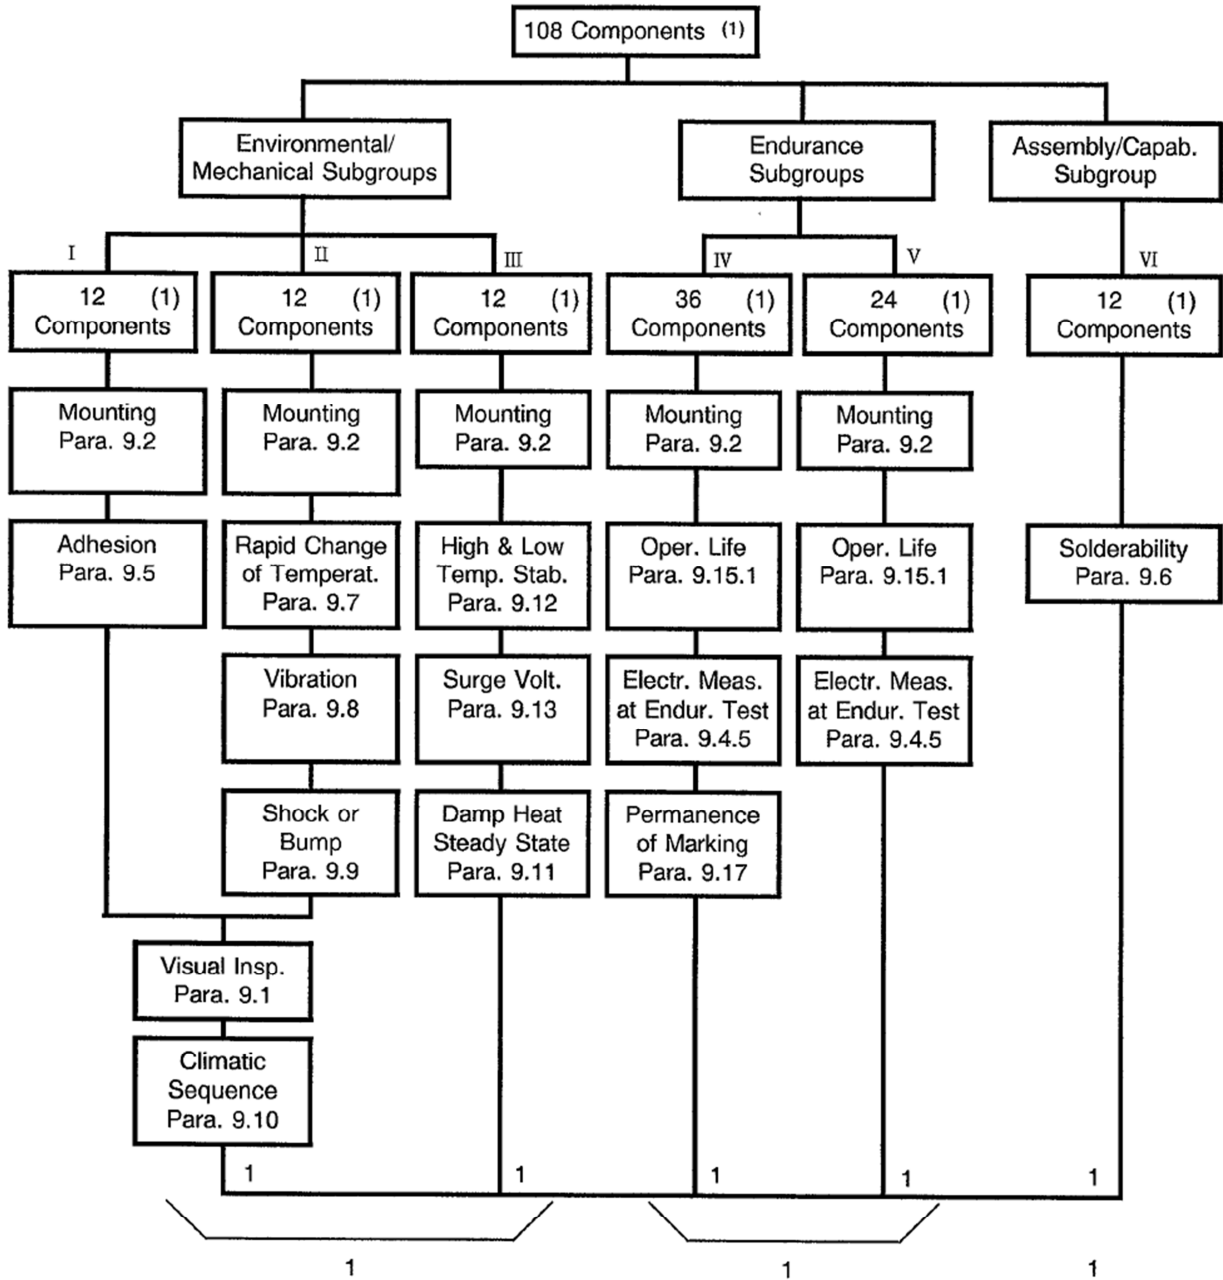 108 Components (1)
Environmental/
Mechanical Subgroups
Endurance
Subgroups
Assembly/Capab.
Subgroup
I
II
III
IV
V
VI
12 (1)
Components
12 (1)
Components
12 (1)
Components
36 (1)
Components
24 (1)
Components
12 (1)
Components
Mounting
Para. 9.2
Mounting
Para. 9.2
Mounting
Para. 9.2
Mounting
Para. 9.2
Mounting
Para. 9.2
Adhesion
Para. 9.5
Rapid Change
of Temperat.
Para. 9.7
High & Low
Temp. Stab.
Para. 9.12
Oper. Life
Para. 9.15.1
Oper. Life
Para. 9.15.1
Solderability
Para. 9.6
Vibration
Para. 9.8
Surge Volt.
Para. 9.13
Electr. Meas.
at Endur. Test
Para. 9.4.5
Electr. Meas.
at Endur. Test
Para. 9.4.5
Shock or
Bump
Para. 9.9
Damp Heat
Steady State
Para. 9.11
Permanence
of Marking
Para. 9.17
Visual Insp.
Para. 9.1
Climatic
Sequence
Para. 9.10
1
1
1
1
1
1
1
1